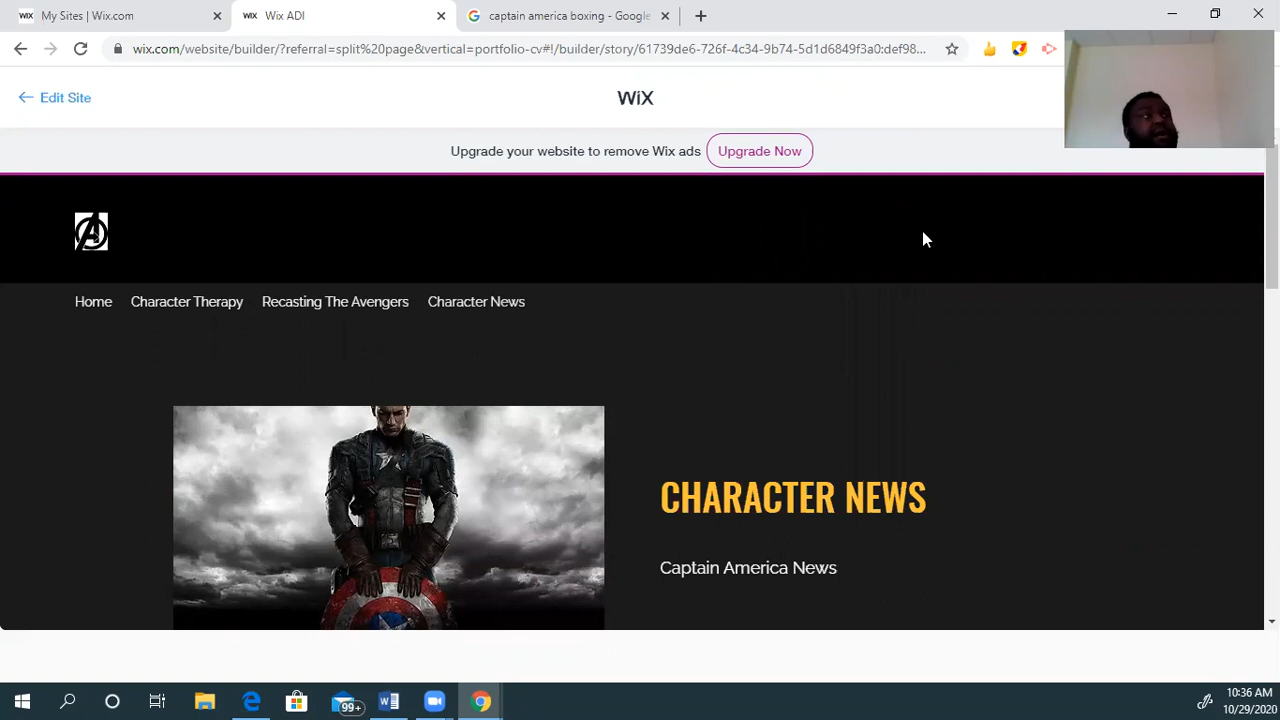 WiX My Sites | Wix.com
WiX Wix ADI
captain america boxing - Google
wix.com/website/builder/?referral=split%20page&vertical=portfolio-cv#!/builder/story/61739de6-726f-4c34-9b74-5d1d6849f3a0:def98...
Edit Site
WiX
Upgrade your website to remove Wix ads
Upgrade Now
A
Home Character Therapy Recasting The Avengers Character News
CHARACTER NEWS
Captain America News
99+
10:36 AM
10/29/2020